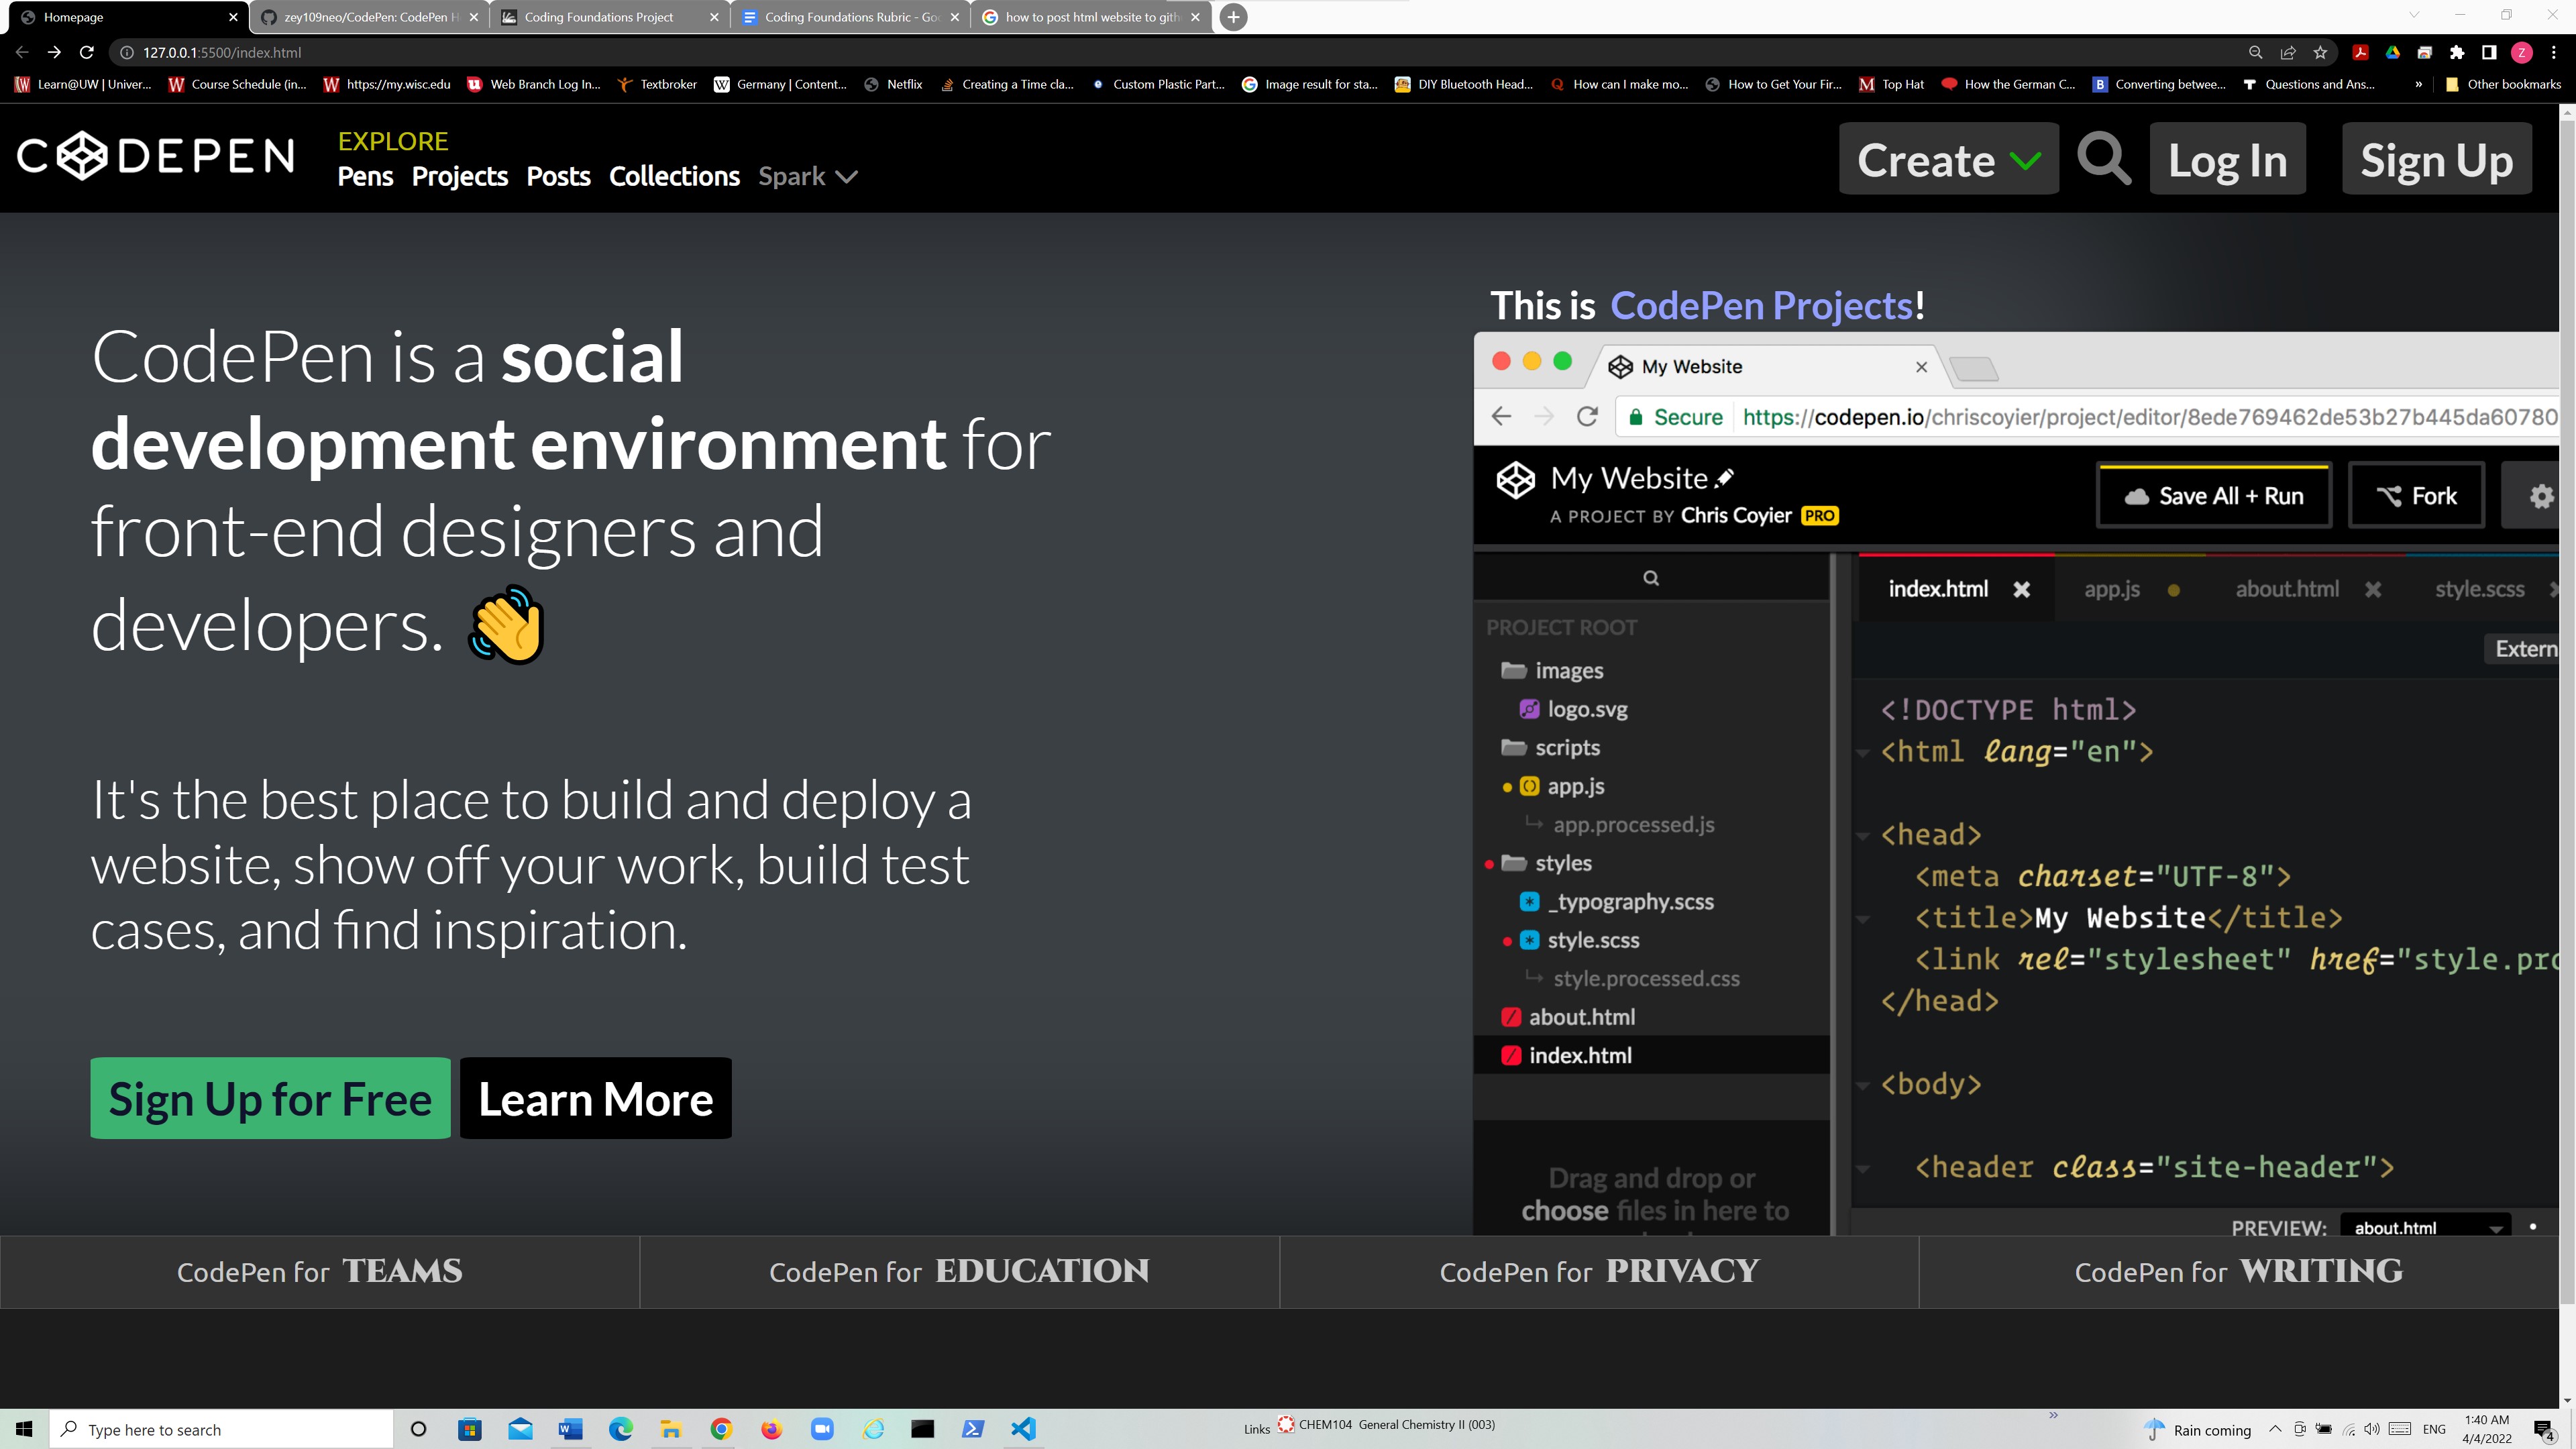 Homepage
zey109neo/CodePen: CodePen H
Coding Foundations Project
Coding Foundations Rubric - Goo
how to post html website to gith
127.0.0.1:5500/index.html
Z
Learn@UW | Univer...
Course Schedule (in...
https://my.wisc.edu
Web Branch Log In...
Textbroker
Germany | Content...
Netflix
Creating a Time cla...
Custom Plastic Part...
Image result for sta...
DIY Bluetooth Head...
How can I make mo...
How to Get Your Fir...
Top Hat
How the German C...
Converting betwee...
Questions and Ans...
»
Other bookmarks
CODEPEN
EXPLORE
Pens Projects Posts Collections Spark
Create
Log In
Sign Up
CodePen is a social
development environment for
front-end designers and
developers.
It's the best place to build and deploy a
website, show off your work, build test
cases, and find inspiration.
Sign Up for Free
Learn More
This is CodePen Projects!
My Website
Secure https://codepen.io/chriscoyier/project/editor/8ede769462de53b27b445da60780
My Website
A PROJECT BY Chris Coyier PRO
Save All + Run
Fork
PROJECT ROOT
images
logo.svg
scripts
app.js
app.processed.js
styles
_typography.scss
style.scss
style.processed.css
about.html
index.html
Drag and drop or
choose files in here to
index.html
app.js
about.html
style.scss
Extern
<!DOCTYPE html>
<html lang="en">
<head>
<meta charset="UTF-8">
<title>My Website</title>
<link rel="stylesheet" href="style.pro
</head>
<body>
<header class="site-header">
PREVIEW: about.html
CodePen for TEAMS
CodePen for EDUCATION
CodePen for PRIVACY
CodePen for WRITING
Type here to search
Links
CHEM104 General Chemistry II (003)
»
Rain coming
ENG
1:40 AM
4/4/2022
4